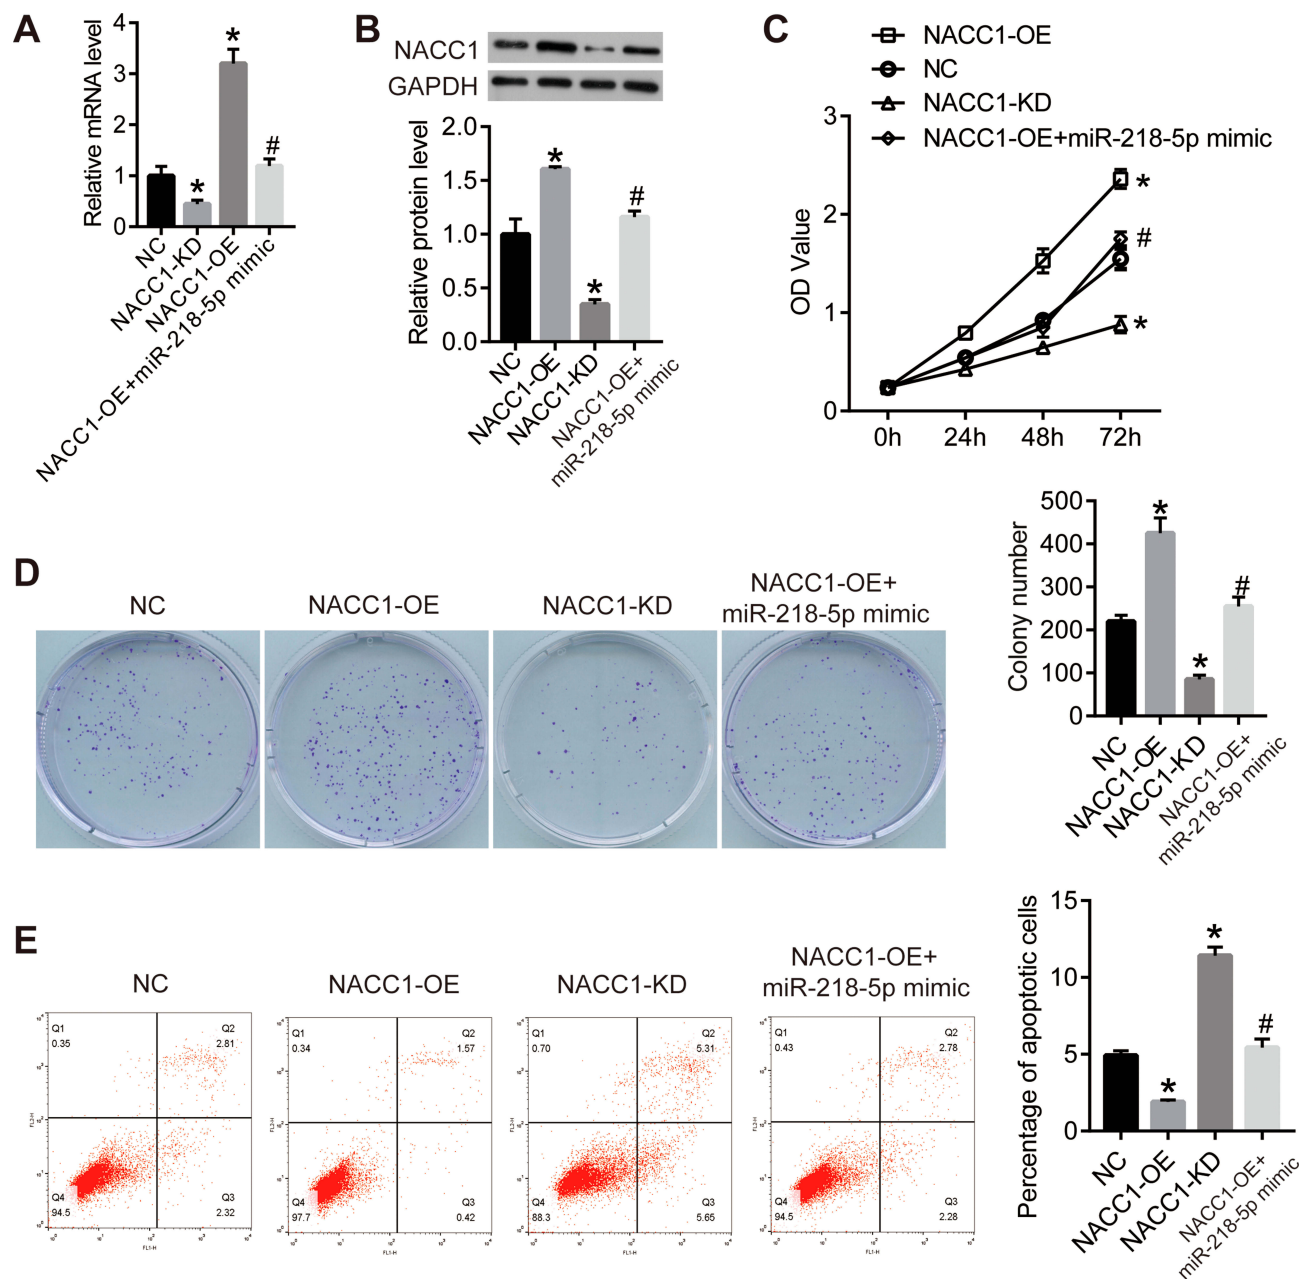 A
Relative mRNA level
4
3
2
1
0
*
*
#
NC
NACC1-KD
NACC1-OE
NACC1-OE+miR-218-5p mimic
B
NACC1
GAPDH
Relative protein level
2.0
1.5
1.0
0.5
0.0
*
*
#
NC
NACC1-OE
NACC1-KD
NACC1-OE+
miR-218-5p mimic
C
NACC1-OE
NC
NACC1-KD
NACC1-OE+miR-218-5p mimic
OD Value
3
2
1
0
*
#
*
0h 24h 48h 72h
D
NC
NACC1-OE
NACC1-KD
NACC1-OE+
miR-218-5p mimic
Colony number
500
400
300
200
100
0
*
*
#
NC
NACC1-OE
NACC1-KD
NACC1-OE+
miR-218-5p mimic
E
NC
Q1
0.35
Q2
2.81
Q4
94.5
Q3
2.32
FL2-H
FL1-H
NACC1-OE
Q1
0.34
Q2
1.57
Q4
97.7
Q3
0.42
FL2-H
FL1-H
NACC1-KD
Q1
0.70
Q2
5.31
Q4
88.3
Q3
5.65
FL2-H
FL1-H
NACC1-OE+
miR-218-5p mimic
Q1
0.43
Q2
2.78
Q4
94.5
Q3
2.28
FL2-H
FL1-H
Percentage of apoptotic cells
15
10
5
0
*
*
#
NC
NACC1-OE
NACC1-KD
NACC1-OE+
miR-218-5p mimic